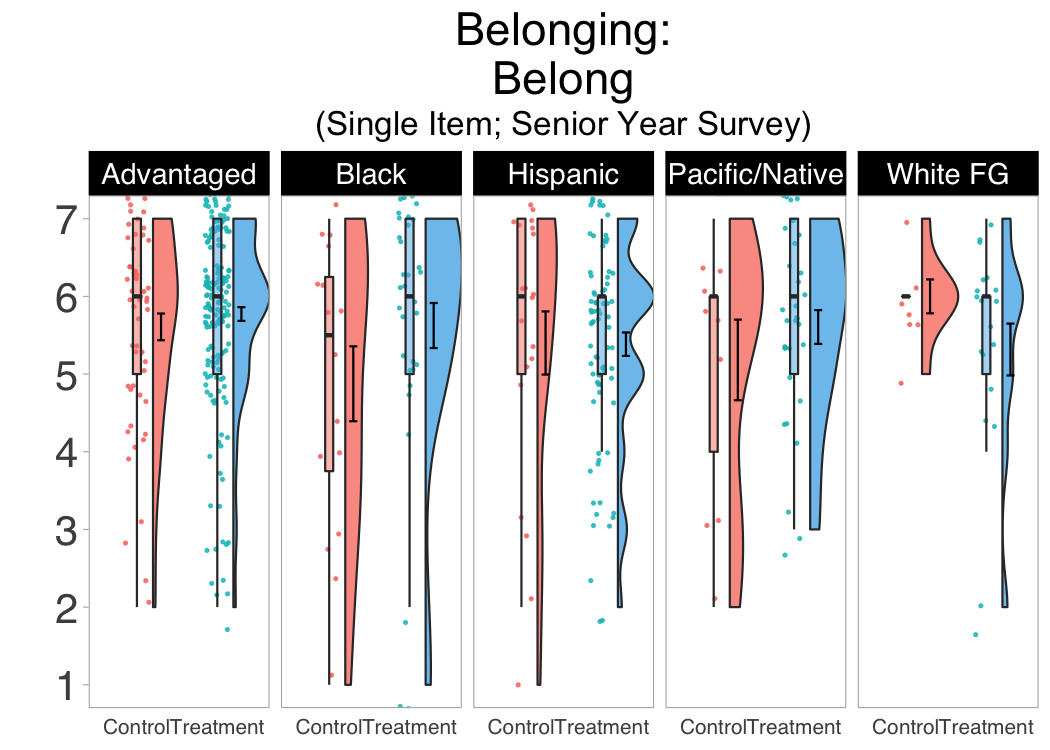 Belonging:
Belong
(Single Item; Senior Year Survey)
Advantaged Black Hispanic Pacific/Native White FG
7
6
5
4
3
2
1
ControlTreatment ControlTreatment ControlTreatment ControlTreatment ControlTreatment